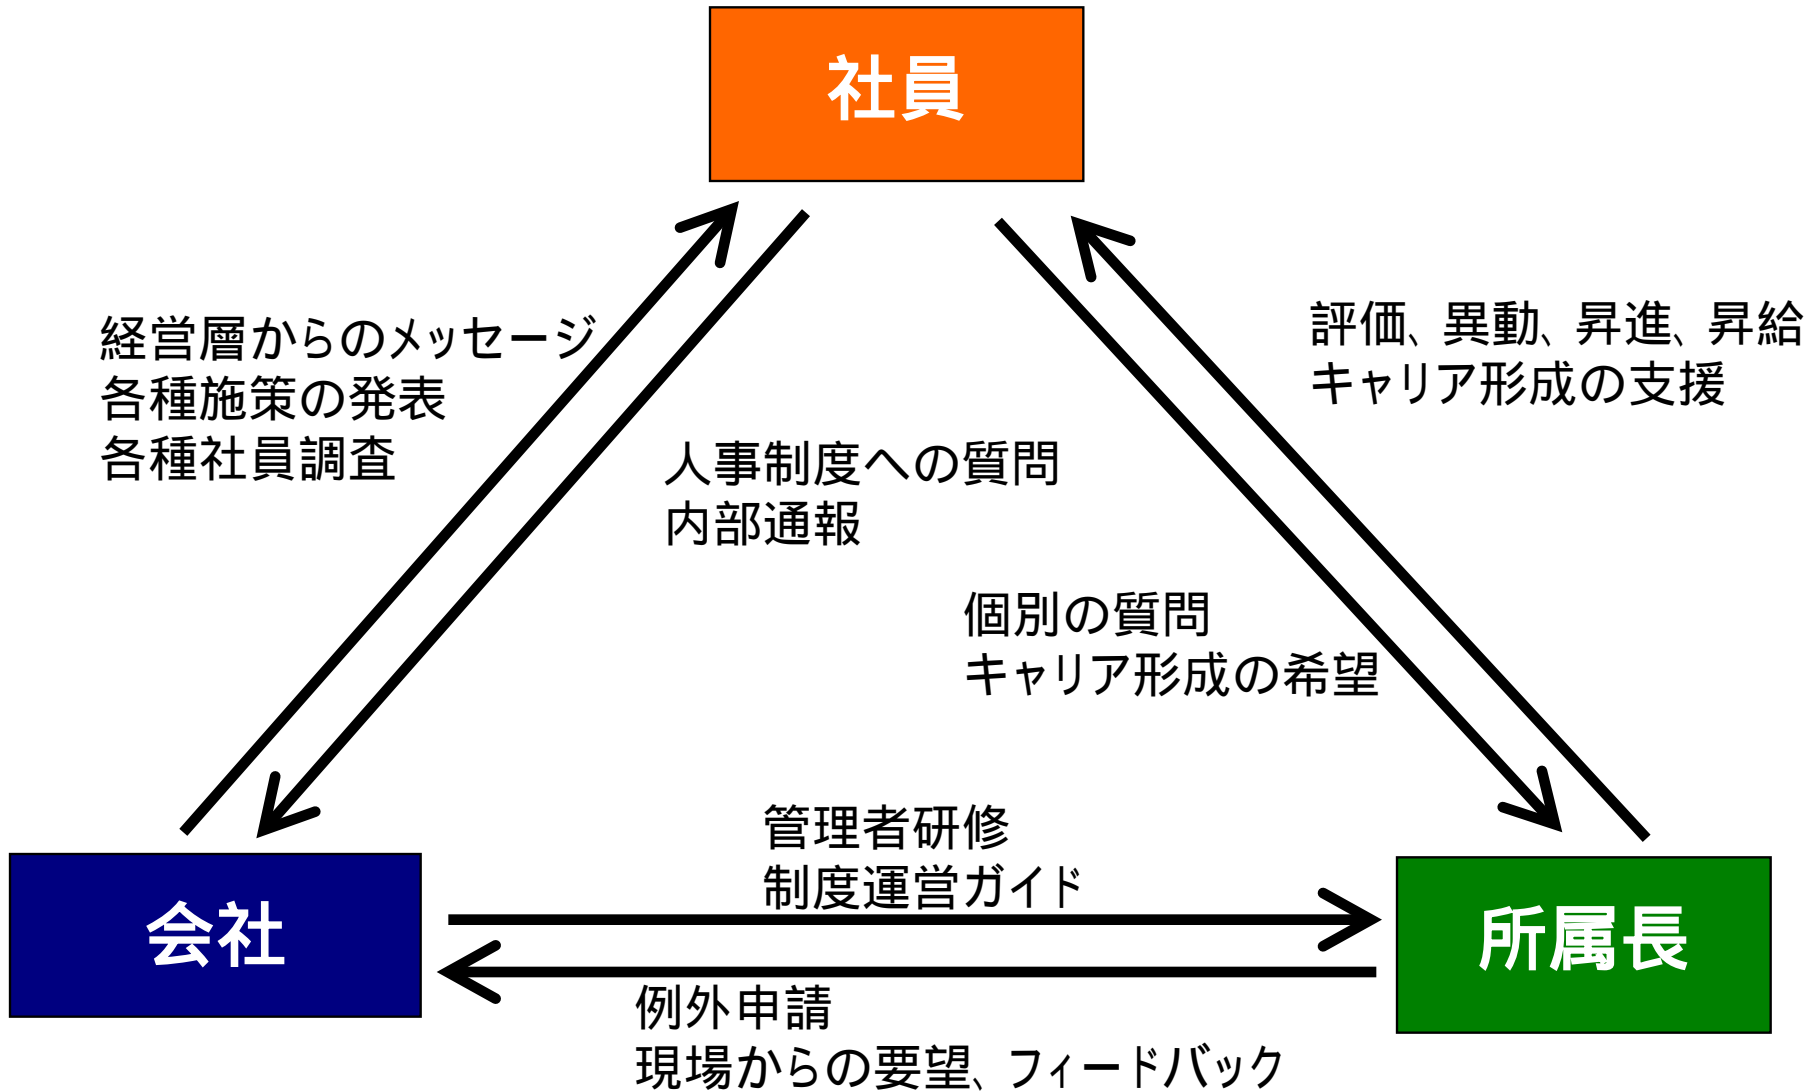 社員
経営層からのメッセージ
各種施策の発表
各種社員調査
評価、異動、昇進、昇給
キャリア形成の支援
人事制度への質問
内部通報
個別の質問
キャリア形成の希望
管理者研修
制度運営ガイド
会社
所属長
例外申請
現場からの要望、フィードバック